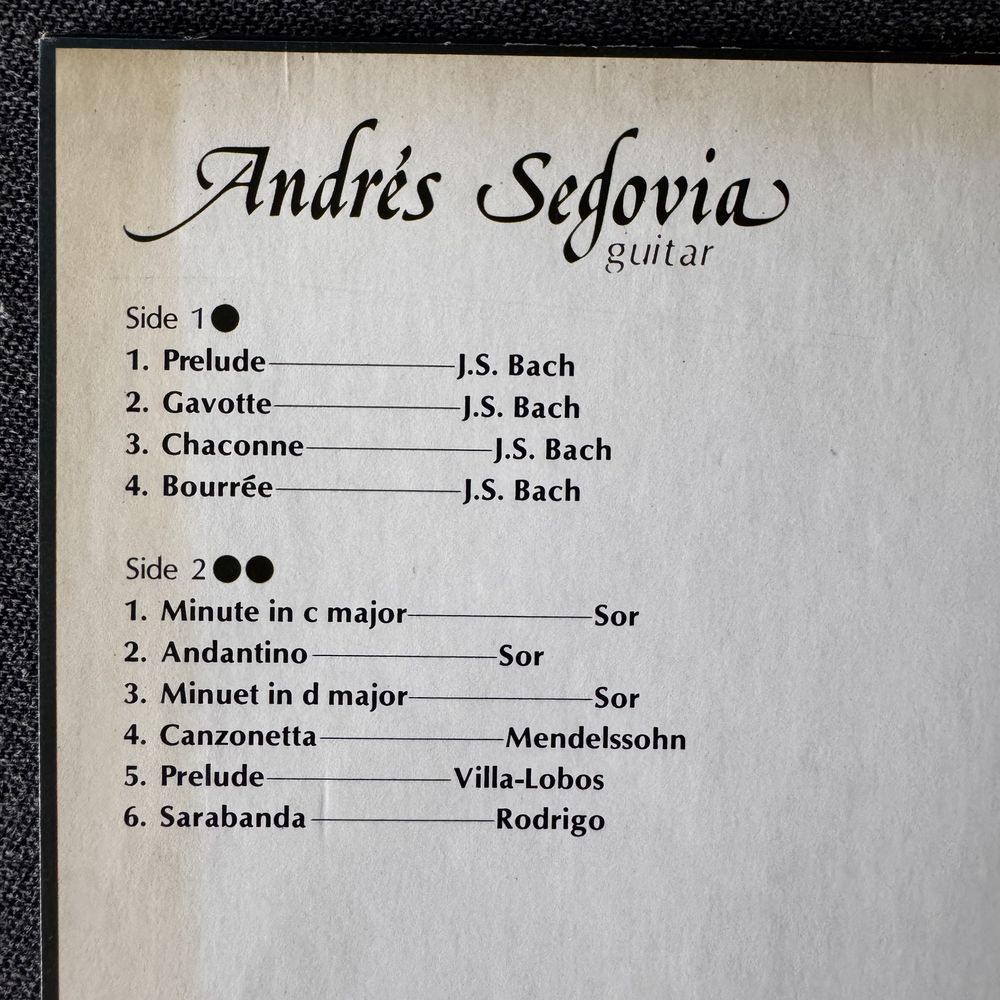 Andrés Segovia
guitar
Side 1
1. Prelude J.S. Bach
2. Gavotte J.S. Bach
3. Chaconne J.S. Bach
4. Bourrée J.S. Bach
Side 2
1. Minute in c major Sor
2. Andantino Sor
3. Minuet in d major Sor
4. Canzonetta Mendelssohn
5. Prelude Villa-Lobos
6. Sarabanda Rodrigo